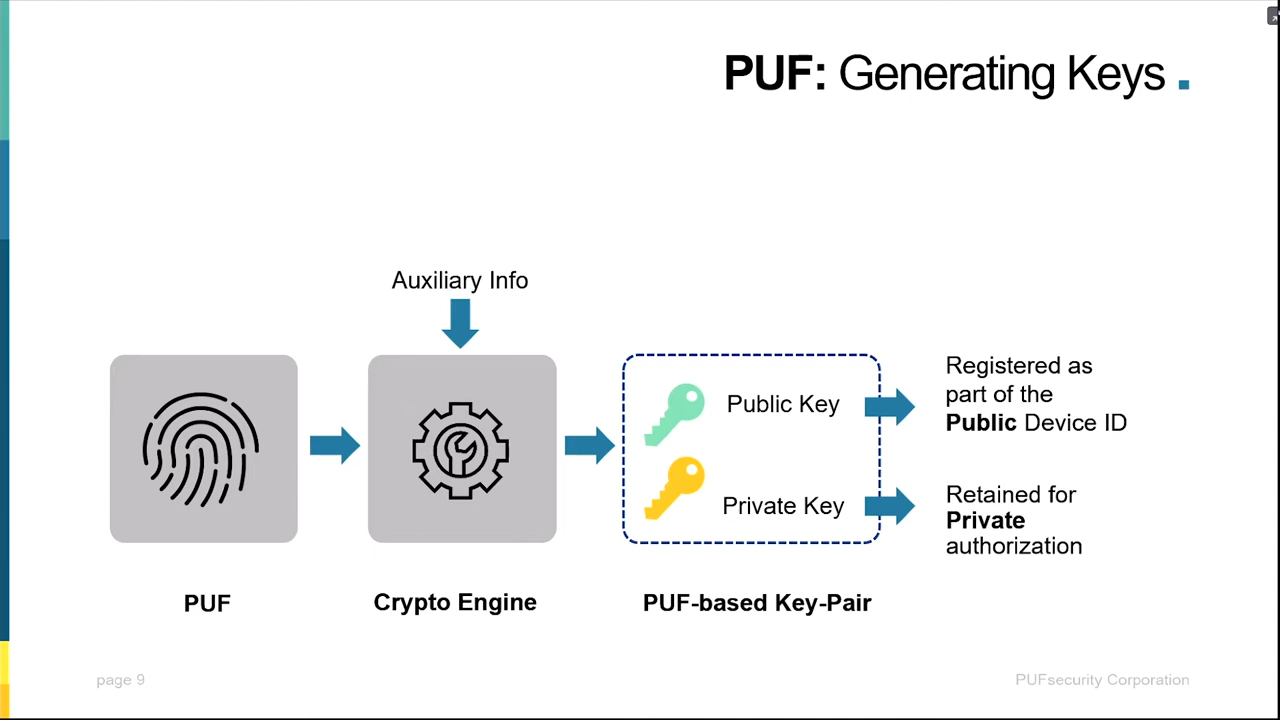 PUF: Generating Keys .
Auxiliary Info
Public Key
Private Key
Registered as
part of the
Public Device ID
Retained for
Private
authorization
PUF
Crypto Engine
PUF-based Key-Pair
page 9
PUFsecurity Corporation